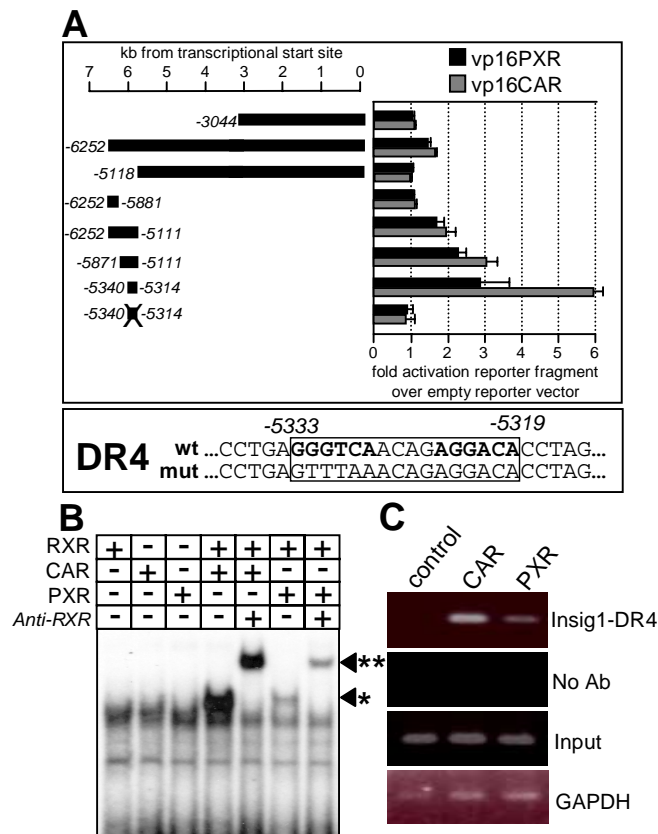 A
kb from transcriptional start site
7 6 5 4 3 2 1 0
vp16PXR
vp16CAR
-3044
-6252
-5118
-6252 -5881
-6252 -5111
-5871 -5111
-5340 -5314
-5340 X -5314
0 1 2 3 4 5 6
fold activation reporter fragment
over empty reporter vector
-5333 -5319
DR4
wt ...CCTGAGGGTCAACAGAGGACACCTAG...
mut ...CCTGAGTTTAAACAGAGGACACCTAG...
B
RXR + - - + + + +
CAR - + - + + - -
PXR - - + - - + +
Anti-RXR - - - - + - +
**
*
C
control CAR PXR
Insig1-DR4
No Ab
Input
GAPDH